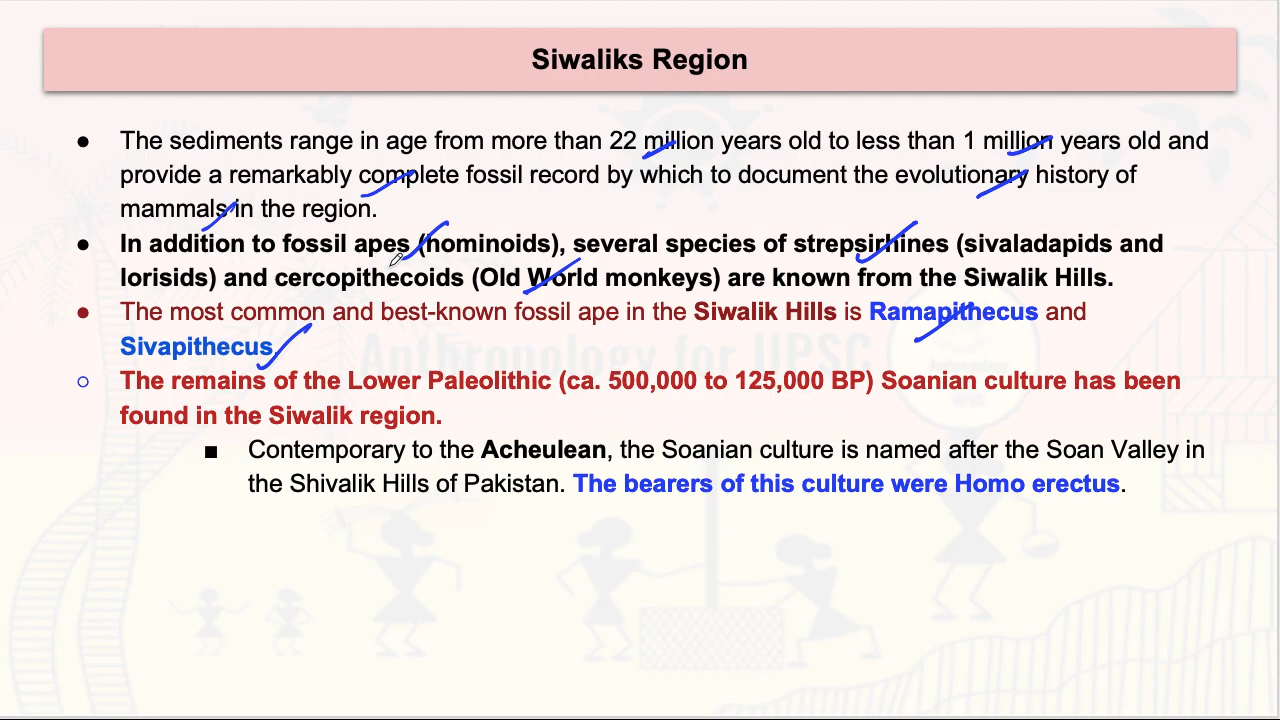 Siwaliks Region
● The sediments range in age from more than 22 million years old to less than 1 million years old and
provide a remarkably complete fossil record by which to document the evolutionary history of
mammals in the region.
● In addition to fossil apes (hominoids), several species of strepsirhines (sivaladapids and
lorisids) and cercopithecoids (Old World monkeys) are known from the Siwalik Hills.
● The most common and best-known fossil ape in the Siwalik Hills is Ramapithecus and
Sivapithecus.
Anthropology for UPSC
○ The remains of the Lower Paleolithic (ca. 500,000 to 125,000 BP) Soanian culture has been
found in the Siwalik region.
■ Contemporary to the Acheulean, the Soanian culture is named after the Soan Valley in
the Shivalik Hills of Pakistan. The bearers of this culture were Homo erectus.